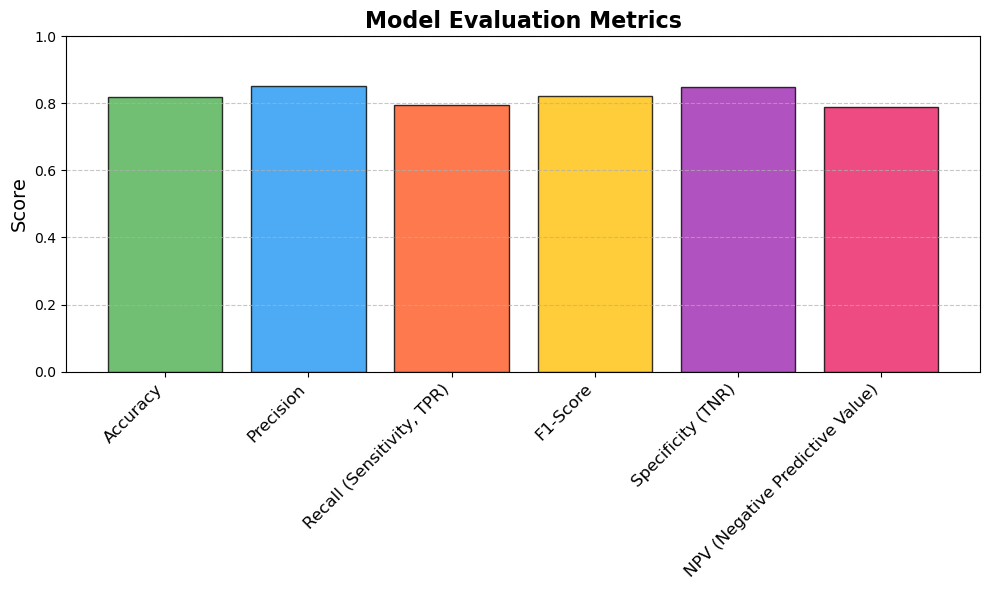 Model Evaluation Metrics
Score
1.0
0.8
0.6
0.4
0.2
0.0
Accuracy
Precision
Recall (Sensitivity, TPR)
F1-Score
Specificity (TNR)
NPV (Negative Predictive Value)